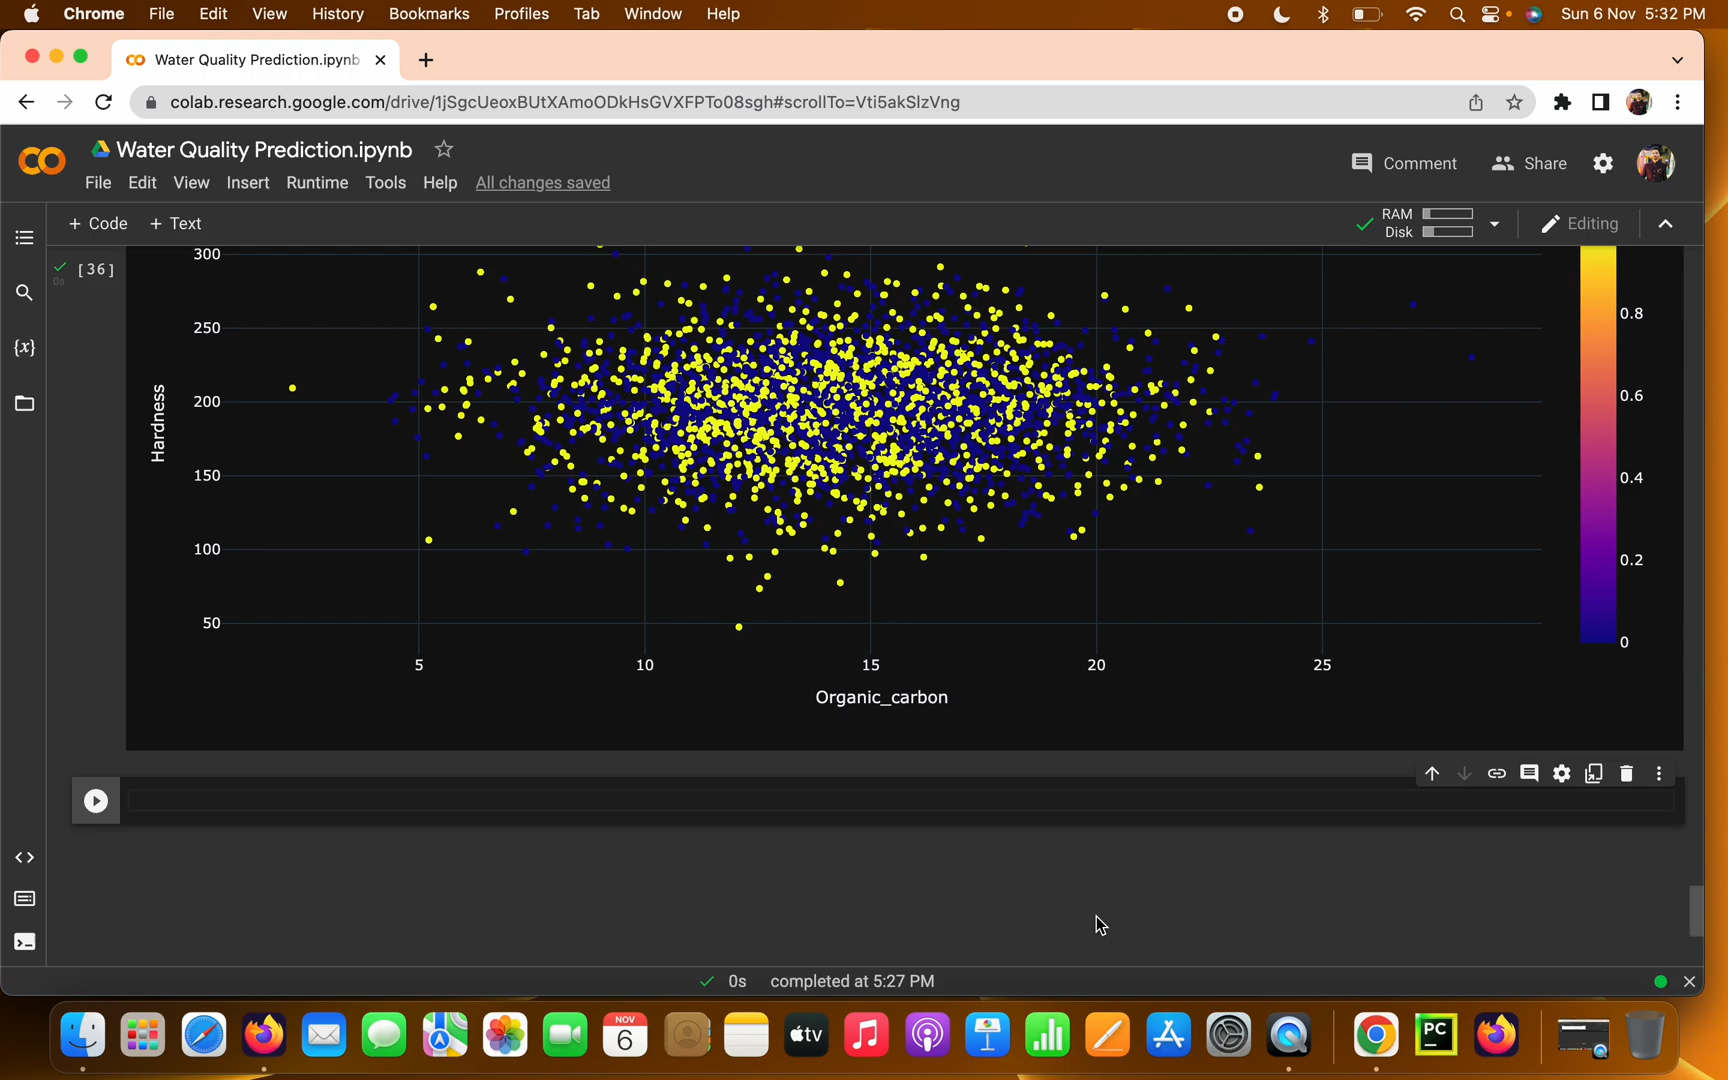 Chrome File Edit View History Bookmarks Profiles Tab Window Help Sun 6 Nov 5:32 PM
Water Quality Prediction.ipynb
colab.research.google.com/drive/1jSgcUeoxBUtXAmoODkHsGVXFPTo08sgh#scrollTo=Vti5akSlzVng
Water Quality Prediction.ipynb
Comment Share
File Edit View Insert Runtime Tools Help All changes saved
+ Code + Text RAM Disk Editing
[36]
0s
300
250
200
150
100
50
Hardness
5 10 15 20 25
Organic_carbon
0.8
0.6
0.4
0.2
0
{x}
0s completed at 5:27 PM
NOV
6
tv
PC